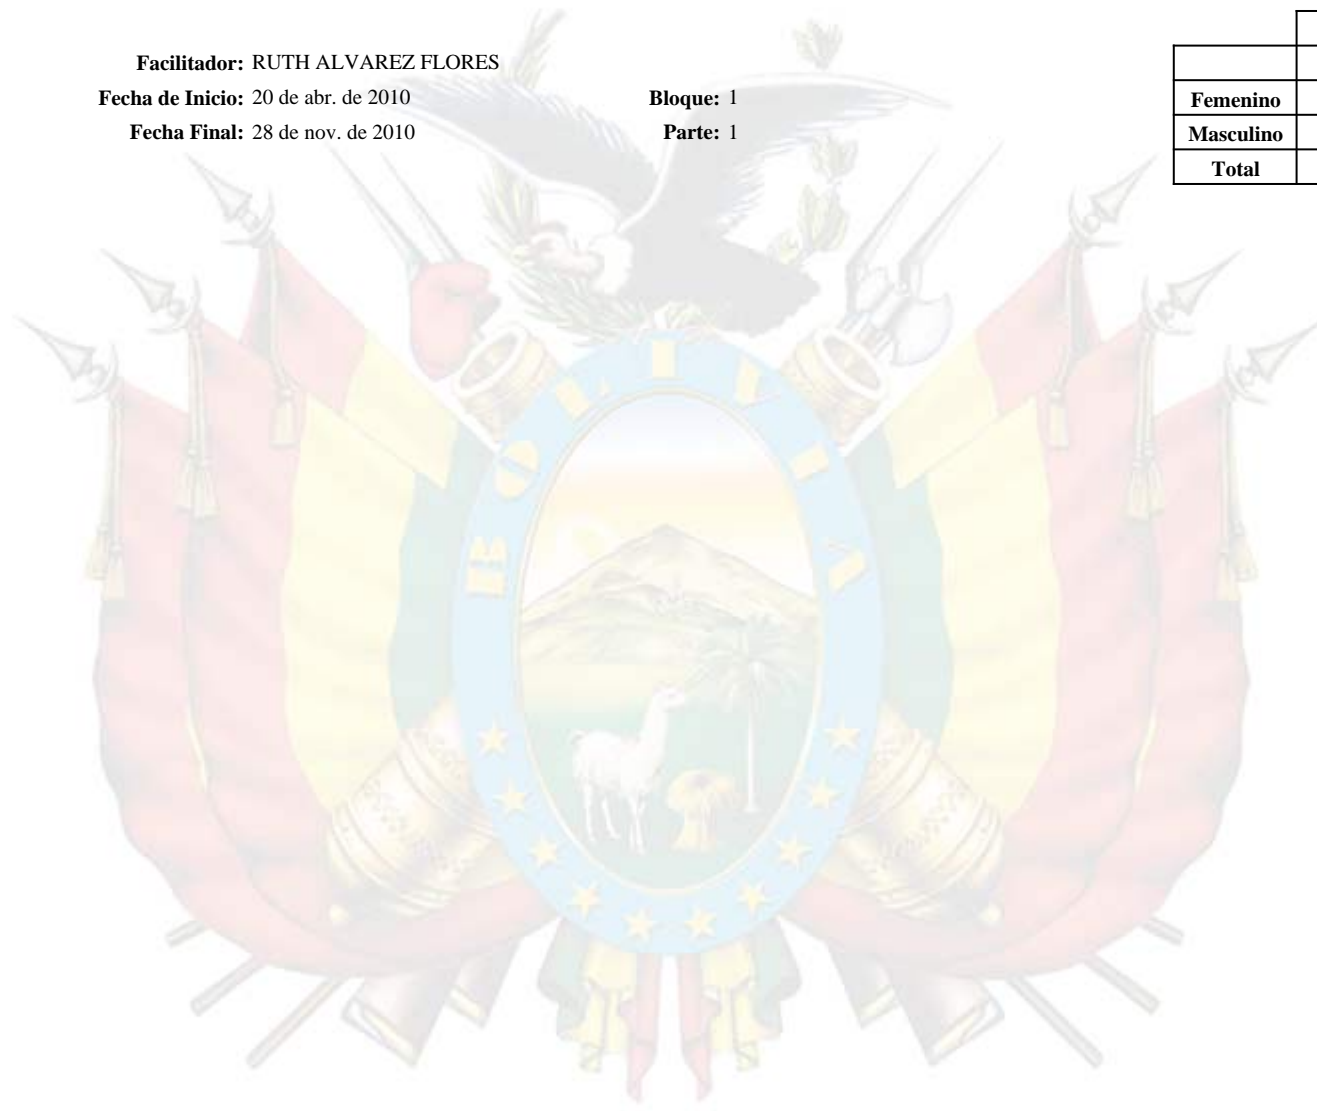 Facilitador: RUTH ALVAREZ FLORES
Fecha de Inicio: 20 de abr. de 2010 Bloque: 1
Fecha Final: 28 de nov. de 2010 Parte: 1
Femenino
Masculino
Total
BOLIVIA